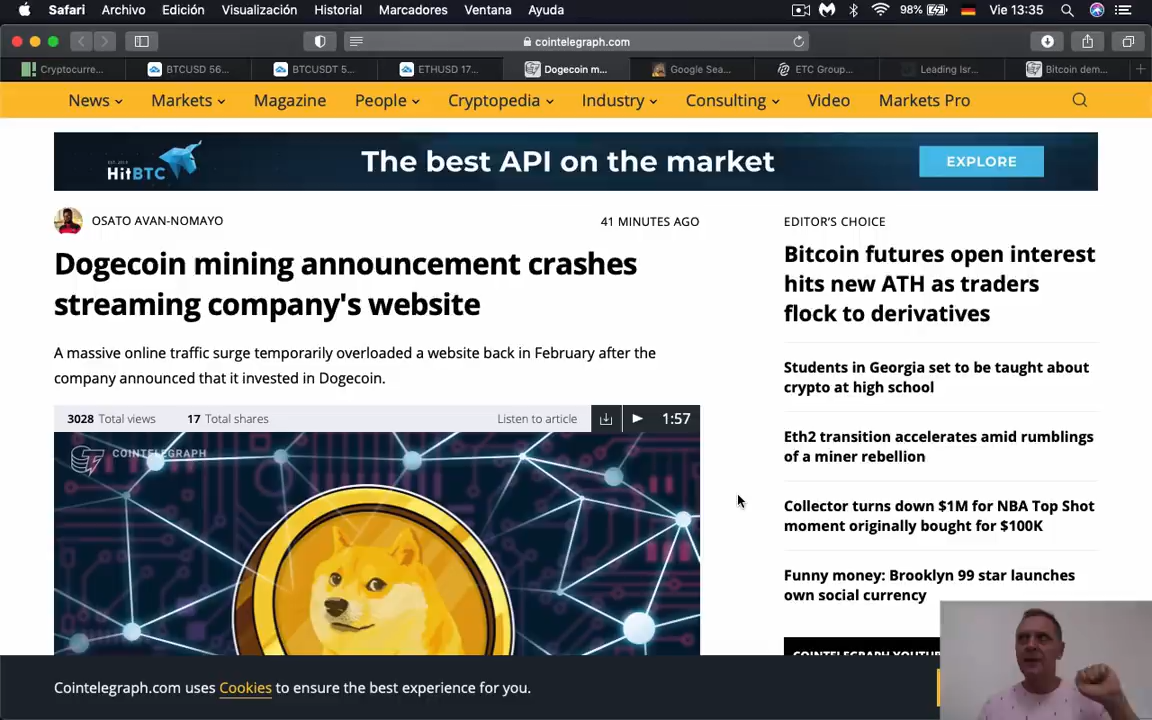 Safari Archivo Edición Visualización Historial Marcadores Ventana Ayuda 98% Vie 13:35
cointelegraph.com
Cryptocurre... BTCUSD 56... BTCUSDT 5... ETHUSD 17... Dogecoin m... Google Sea... ETC Group... Leading Isr... Bitcoin dem...
News Markets Magazine People Cryptopedia Industry Consulting Video Markets Pro
HitBTC The best API on the market EXPLORE
OSATO AVAN-NOMAYO 41 MINUTES AGO
Dogecoin mining announcement crashes
streaming company's website
A massive online traffic surge temporarily overloaded a website back in February after the
company announced that it invested in Dogecoin.
3028 Total views 17 Total shares Listen to article 1:57
COINTELEGRAPH
EDITOR'S CHOICE
Bitcoin futures open interest
hits new ATH as traders
flock to derivatives
Students in Georgia set to be taught about
crypto at high school
Eth2 transition accelerates amid rumblings
of a miner rebellion
Collector turns down $1M for NBA Top Shot
moment originally bought for $100K
Funny money: Brooklyn 99 star launches
own social currency
COINTELEGRAPH
Cointelegraph.com uses Cookies to ensure the best experience for you.